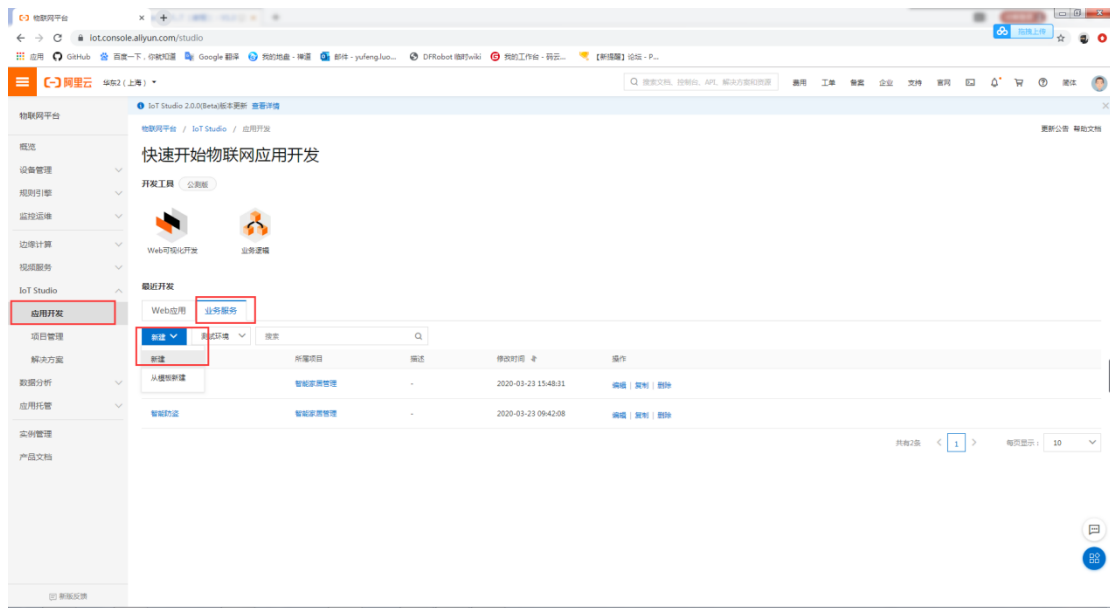 物联网平台
iot.console.aliyun.com/studio
拖拽上传
应用 GitHub 百度一下，你就知道 Google 翻译 我的地盘 - 禅道 邮件 - yufeng.luo... DFRobot 临时wiki 我的工作台 - 码云... 【新提醒】论坛 - P...
阿里云 华东2（上海）
搜索文档、控制台、API、解决方案和资源 费用 工单 备案 企业 支持 官网 简体
IoT Studio 2.0.0(Beta)版本更新 查看详情
物联网平台
物联网平台 / IoT Studio / 应用开发
更新公告 帮助文档
快速开始物联网应用开发
概览
设备管理
规则引擎
监控运维
边缘计算
视频服务
IoT Studio
应用开发
项目管理
解决方案
数据分析
应用托管
实例管理
产品文档
新版反馈
开发工具 公测版
Web可视化开发 业务逻辑
最近开发
Web应用 业务服务
新建 测试环境 搜索
新建
从模板新建
所属项目 描述 修改时间 操作
智能家居管理 - 2020-03-23 15:48:31 编辑 | 复制 | 删除
智能防盗 智能家居管理 - 2020-03-23 09:42:08 编辑 | 复制 | 删除
共有2条 1 每页显示： 10